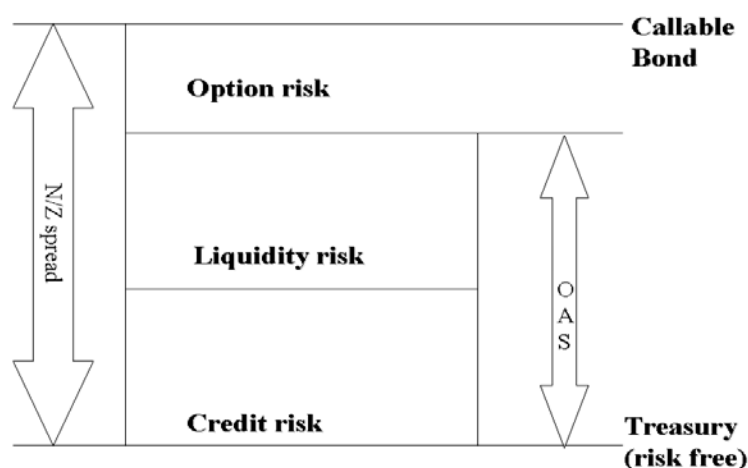 Callable
Bond
Option risk
N/Z spread
Liquidity risk
O
A
S
Credit risk
Treasury
(risk free)